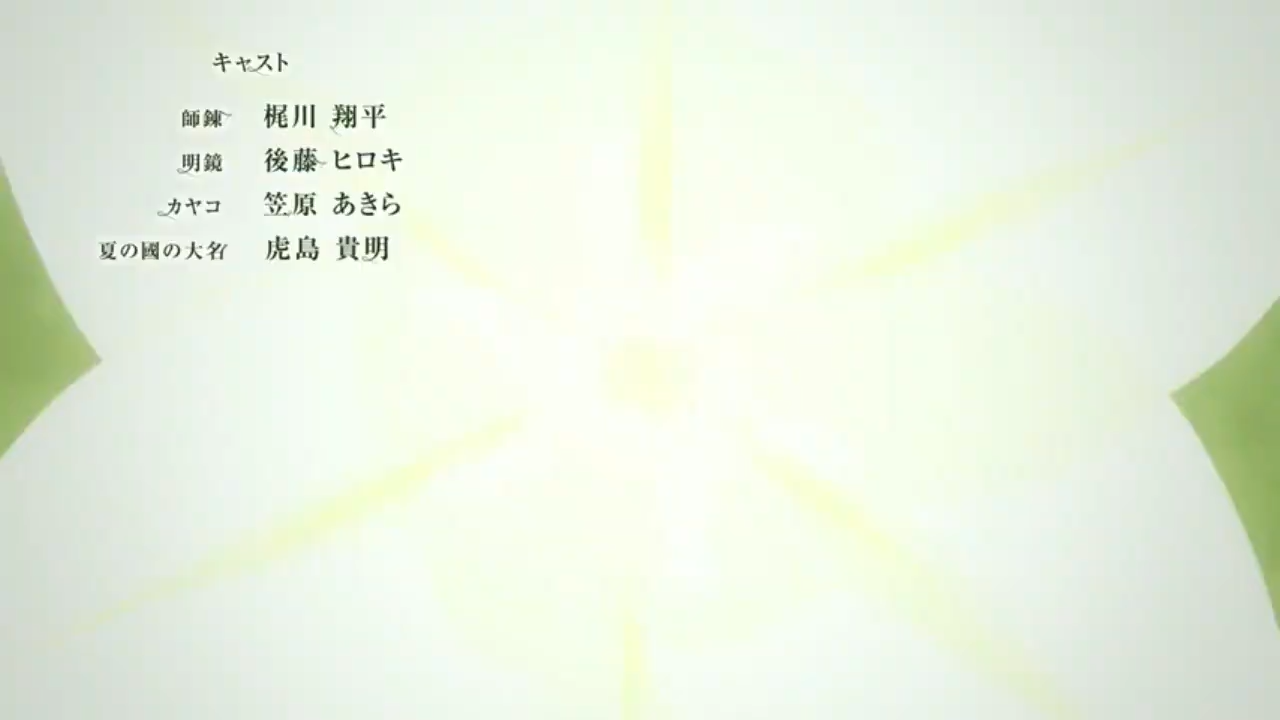 キャスト
師錬 梶川 翔平
明鏡 後藤 ヒロキ
カヤコ 笠原 あきら
夏の國の大名 虎島 貴明